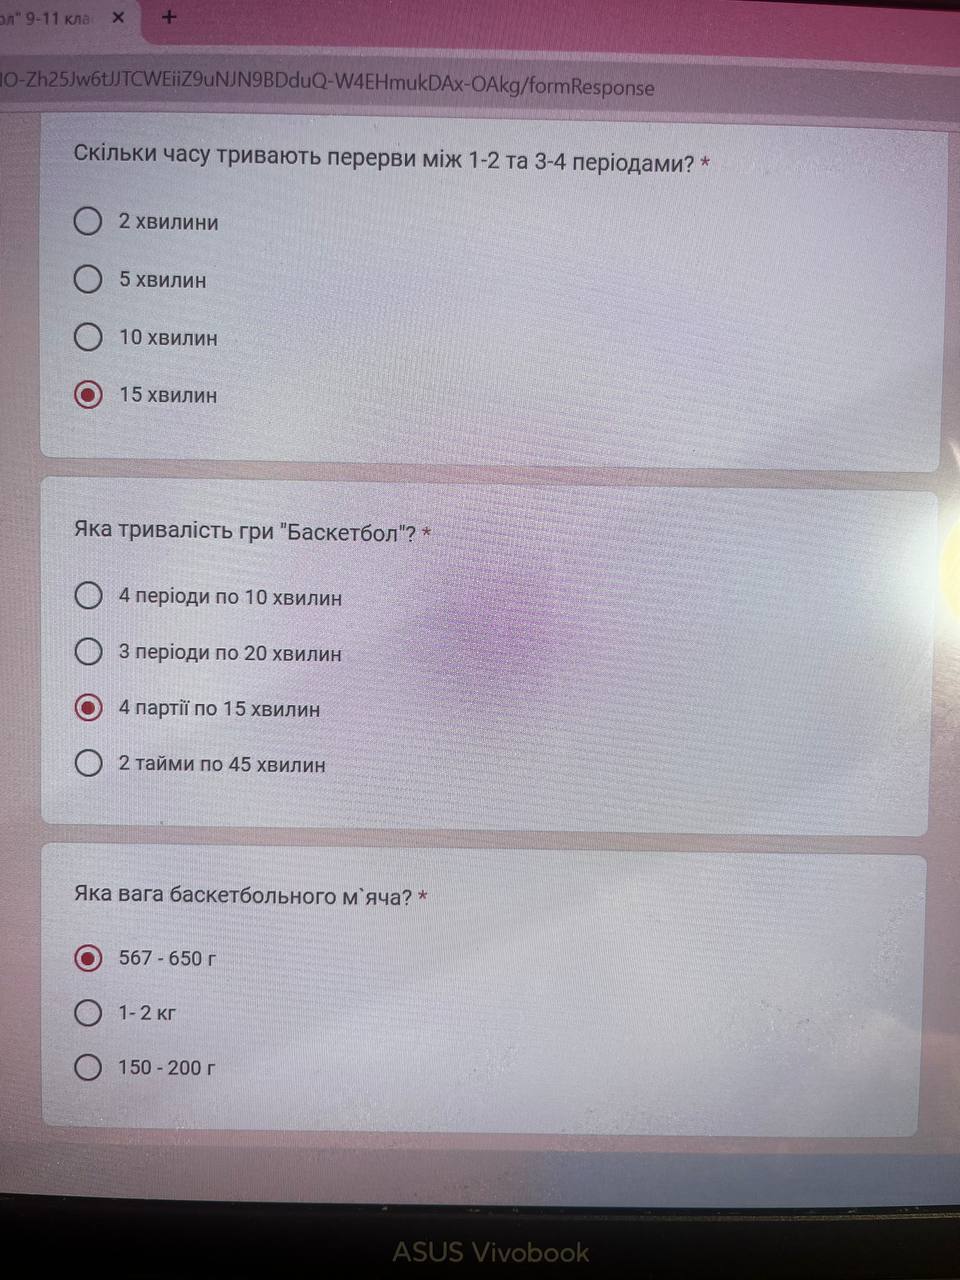 ол" 9-11 кла
lO-Zh25Jw6tJJTCWEiiZ9uNJN9BDduQ-W4EHmukDAx-OAkg/formResponse
Скільки часу тривають перерви між 1-2 та 3-4 періодами? *
2 хвилини
5 хвилин
10 хвилин
15 хвилин
Яка тривалість гри "Баскетбол"? *
4 періоди по 10 хвилин
3 періоди по 20 хвилин
4 партії по 15 хвилин
2 тайми по 45 хвилин
Яка вага баскетбольного м`яча? *
567 - 650 г
1- 2 кг
150 - 200 г
ASUS Vivobook